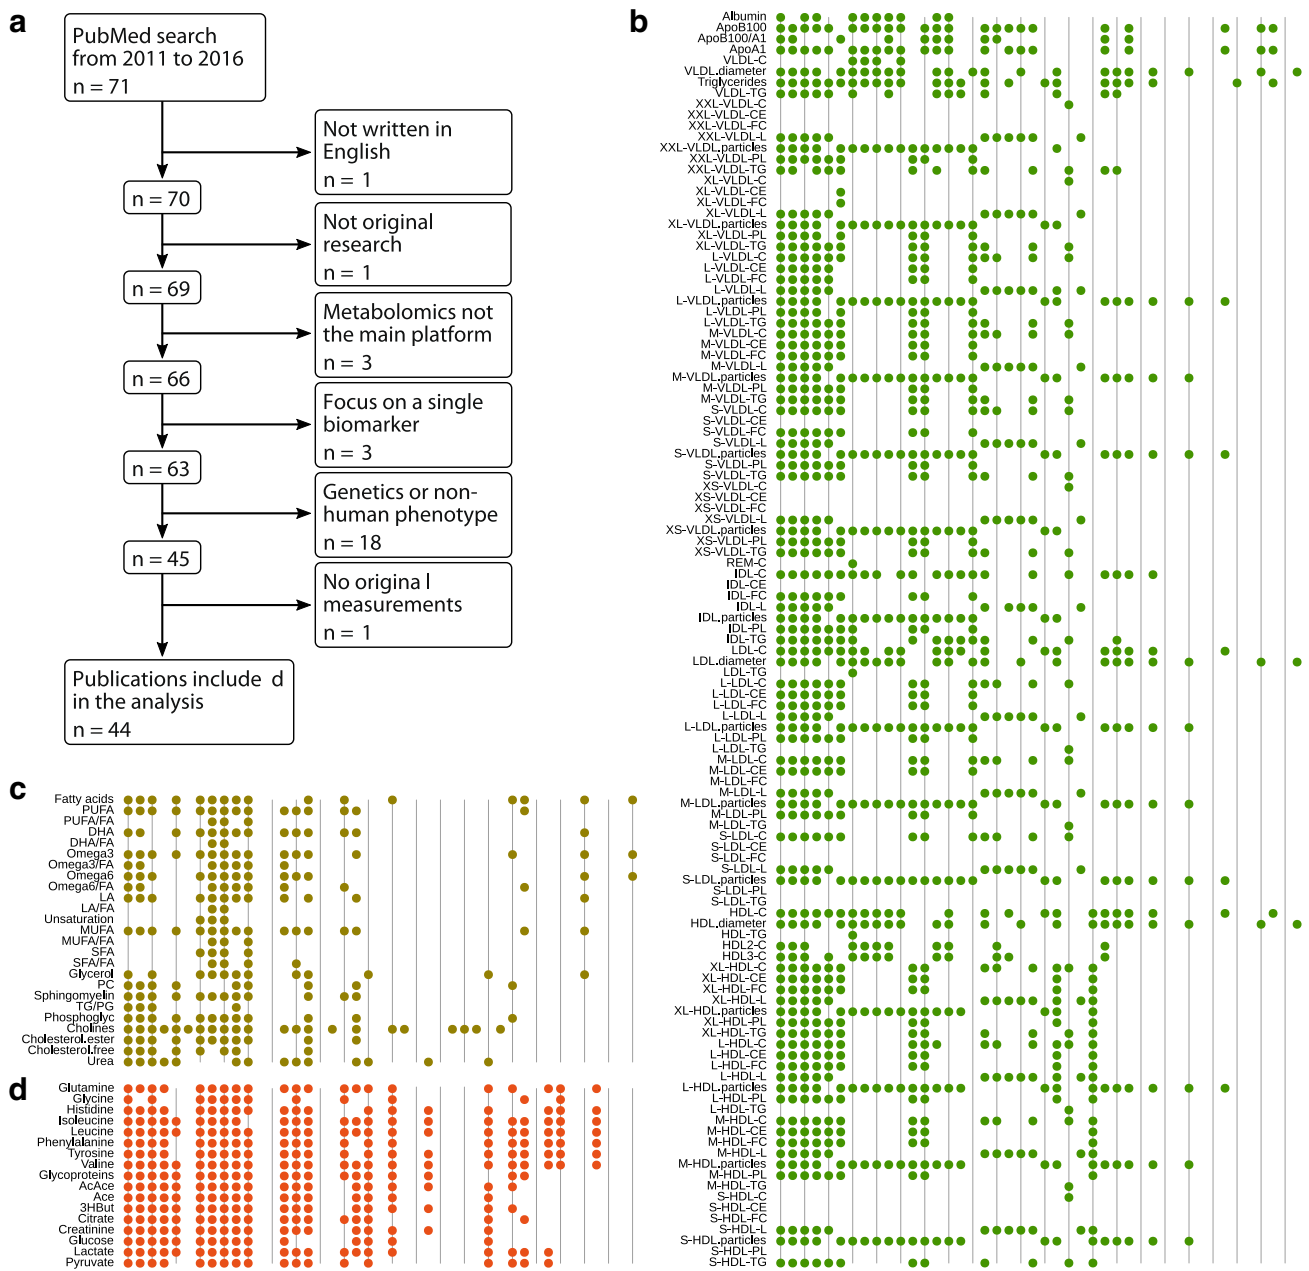 a
PubMed search
from 2011 to 2016
n = 71
Not written in
English
n = 1
n = 70
Not original
research
n = 1
n = 69
Metabolomics not
the main platform
n = 3
n = 66
Focus on a single
biomarker
n = 3
n = 63
Genetics or non-
human phenotype
n = 18
n = 45
No origina l
measurements
n = 1
Publications include d
in the analysis
n = 44
b
Albumin
ApoB100
ApoB100/A1
ApoA1
VLDL-C
VLDL.diameter
Triglycerides
VLDL-TG
XXL-VLDL-C
XXL-VLDL-CE
XXL-VLDL-FC
XXL-VLDL-L
XXL-VLDL.particles
XXL-VLDL-PL
XXL-VLDL-TG
XL-VLDL-C
XL-VLDL-CE
XL-VLDL-FC
XL-VLDL-L
XL-VLDL.particles
XL-VLDL-PL
XL-VLDL-TG
L-VLDL-C
L-VLDL-CE
L-VLDL-FC
L-VLDL-L
L-VLDL.particles
L-VLDL-PL
L-VLDL-TG
M-VLDL-C
M-VLDL-CE
M-VLDL-FC
M-VLDL-L
M-VLDL.particles
M-VLDL-PL
M-VLDL-TG
S-VLDL-C
S-VLDL-CE
S-VLDL-FC
S-VLDL-L
S-VLDL.particles
S-VLDL-PL
S-VLDL-TG
XS-VLDL-C
XS-VLDL-CE
XS-VLDL-FC
XS-VLDL-L
XS-VLDL.particles
XS-VLDL-PL
XS-VLDL-TG
REM-C
IDL-C
IDL-CE
IDL-FC
IDL-L
IDL.particles
IDL-PL
IDL-TG
LDL-C
LDL.diameter
LDL-TG
L-LDL-C
L-LDL-CE
L-LDL-FC
L-LDL-L
L-LDL.particles
L-LDL-PL
L-LDL-TG
M-LDL-C
M-LDL-CE
M-LDL-FC
M-LDL-L
M-LDL.particles
M-LDL-PL
M-LDL-TG
S-LDL-C
S-LDL-CE
S-LDL-FC
S-LDL-L
S-LDL.particles
S-LDL-PL
S-LDL-TG
HDL-C
HDL.diameter
HDL-TG
HDL2-C
HDL3-C
XL-HDL-C
XL-HDL-CE
XL-HDL-FC
XL-HDL-L
XL-HDL.particles
XL-HDL-PL
XL-HDL-TG
L-HDL-C
L-HDL-CE
L-HDL-FC
L-HDL-L
L-HDL.particles
L-HDL-PL
L-HDL-TG
M-HDL-C
M-HDL-CE
M-HDL-FC
M-HDL-L
M-HDL.particles
M-HDL-PL
M-HDL-TG
S-HDL-C
S-HDL-CE
S-HDL-FC
S-HDL-L
S-HDL.particles
S-HDL-PL
S-HDL-TG
c
Fatty acids
PUFA
PUFA/FA
DHA
DHA/FA
Omega3
Omega3/FA
Omega6
Omega6/FA
LA
LA/FA
Unsaturation
MUFA
MUFA/FA
SFA
SFA/FA
Glycerol
PC
Sphingomyelin
TG/PG
Phosphoglyc
Cholines
Cholesterol.ester
Cholesterol.free
Urea
d
Glutamine
Glycine
Histidine
Isoleucine
Leucine
Phenylalanine
Tyrosine
Valine
Glycoproteins
AcAce
Ace
3HBut
Citrate
Creatinine
Glucose
Lactate
Pyruvate